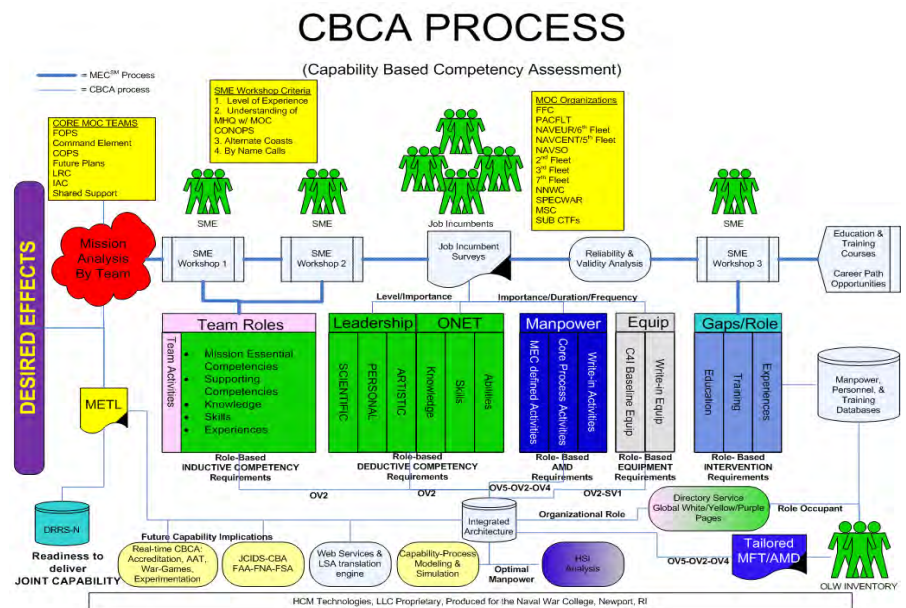 CBCA PROCESS
(Capability Based Competency Assessment)
= MEC℠ Process
= CBCA process
CORE MOC TEAMS
FOPS
Command Element
COPS
Future Plans
LRC
IAC
Shared Support
SME Workshop Criteria
1. Level of Experience
2. Understanding of
MHQ w/ MOC
CONOPS
3. Alternate Coasts
4. By Name Calls
MOC Organizations
FFC
PACFLT
NAVEUR/6th Fleet
NAVCENT/5th Fleet
NAVSO
2nd Fleet
3rd Fleet
7th Fleet
NNWC
SPECWAR
MSC
SUB CTFs
SME
SME
Job Incumbents
SME
DESIRED EFFECTS
Mission
Analysis
By Team
SME
Workshop 1
SME
Workshop 2
Job Incumbent
Surveys
Reliability &
Validity Analysis
SME
Workshop 3
Education &
Training
Courses
Career Path
Opportunities
Level/Importance
Importance/Duration/Frequency
Team Roles
Team Activities
• Mission Essential
Competencies
• Supporting
Competencies
• Knowledge
• Skills
• Experiences
Role-Based
INDUCTIVE COMPETENCY
Requirements
Leadership
ONET
SCIENTIFIC
PERSONAL
ARTISTIC
Knowledge
Skills
Abilities
Role-based
DEDUCTIVE COMPETENCY
Requirements
Manpower
MEC defined Activities
Core Process Activities
Write-in Activities
Role- Based
AMD
Requirements
Equip
C4I Baseline Equip
Write-in Equip
Role- Based
EQUIPMENT
Requirements
Gaps/Role
Education
Training
Experiences
Role- Based
INTERVENTION
Requirements
Manpower,
Personnel, &
Training
Databases
METL
OV2
OV2
OV5-OV2-OV4
OV2-SV1
DRRS-N
Readiness to
deliver
JOINT CAPABILITY
Integrated
Architecture
Organizational Role
Directory Service
Global White/Yellow/Purple
Pages
Role Occupant
Future Capability Implications
Real-time CBCA:
Accreditation, AAT,
War-Games,
Experimentation
JCIDS-CBA
FAA-FNA-FSA
Web Services &
LSA translation
engine
Capability-Process
Modeling &
Simulation
Optimal
Manpower
HSI
Analysis
OV5-OV2-OV4
Tailored
MFT/AMD
OLW INVENTORY
HCM Technologies, LLC Proprietary, Produced for the Naval War College, Newport, RI